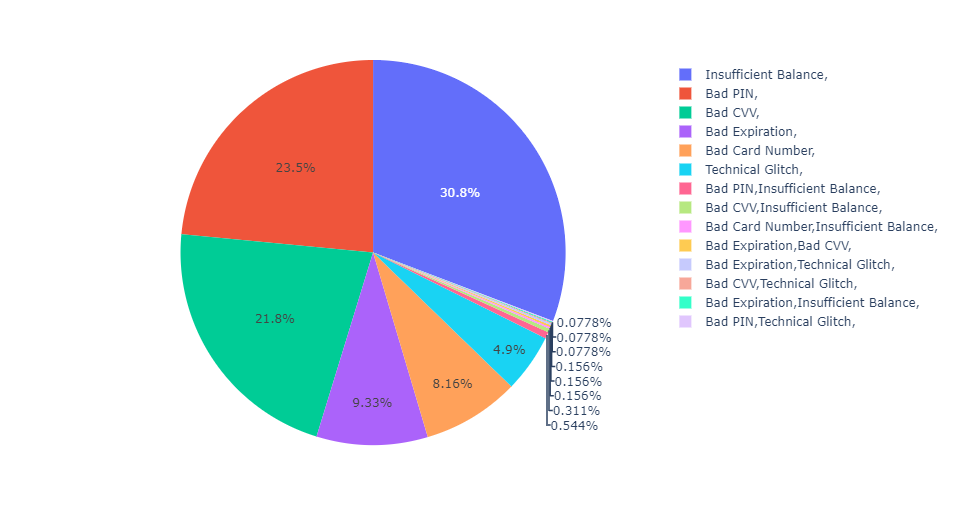 30.8%
23.5%
21.8%
9.33%
8.16%
4.9%
0.0778%
0.0778%
0.0778%
0.156%
0.156%
0.156%
0.311%
0.544%
Insufficient Balance,
Bad PIN,
Bad CVV,
Bad Expiration,
Bad Card Number,
Technical Glitch,
Bad PIN,Insufficient Balance,
Bad CVV,Insufficient Balance,
Bad Card Number,Insufficient Balance,
Bad Expiration,Bad CVV,
Bad Expiration,Technical Glitch,
Bad CVV,Technical Glitch,
Bad Expiration,Insufficient Balance,
Bad PIN,Technical Glitch,